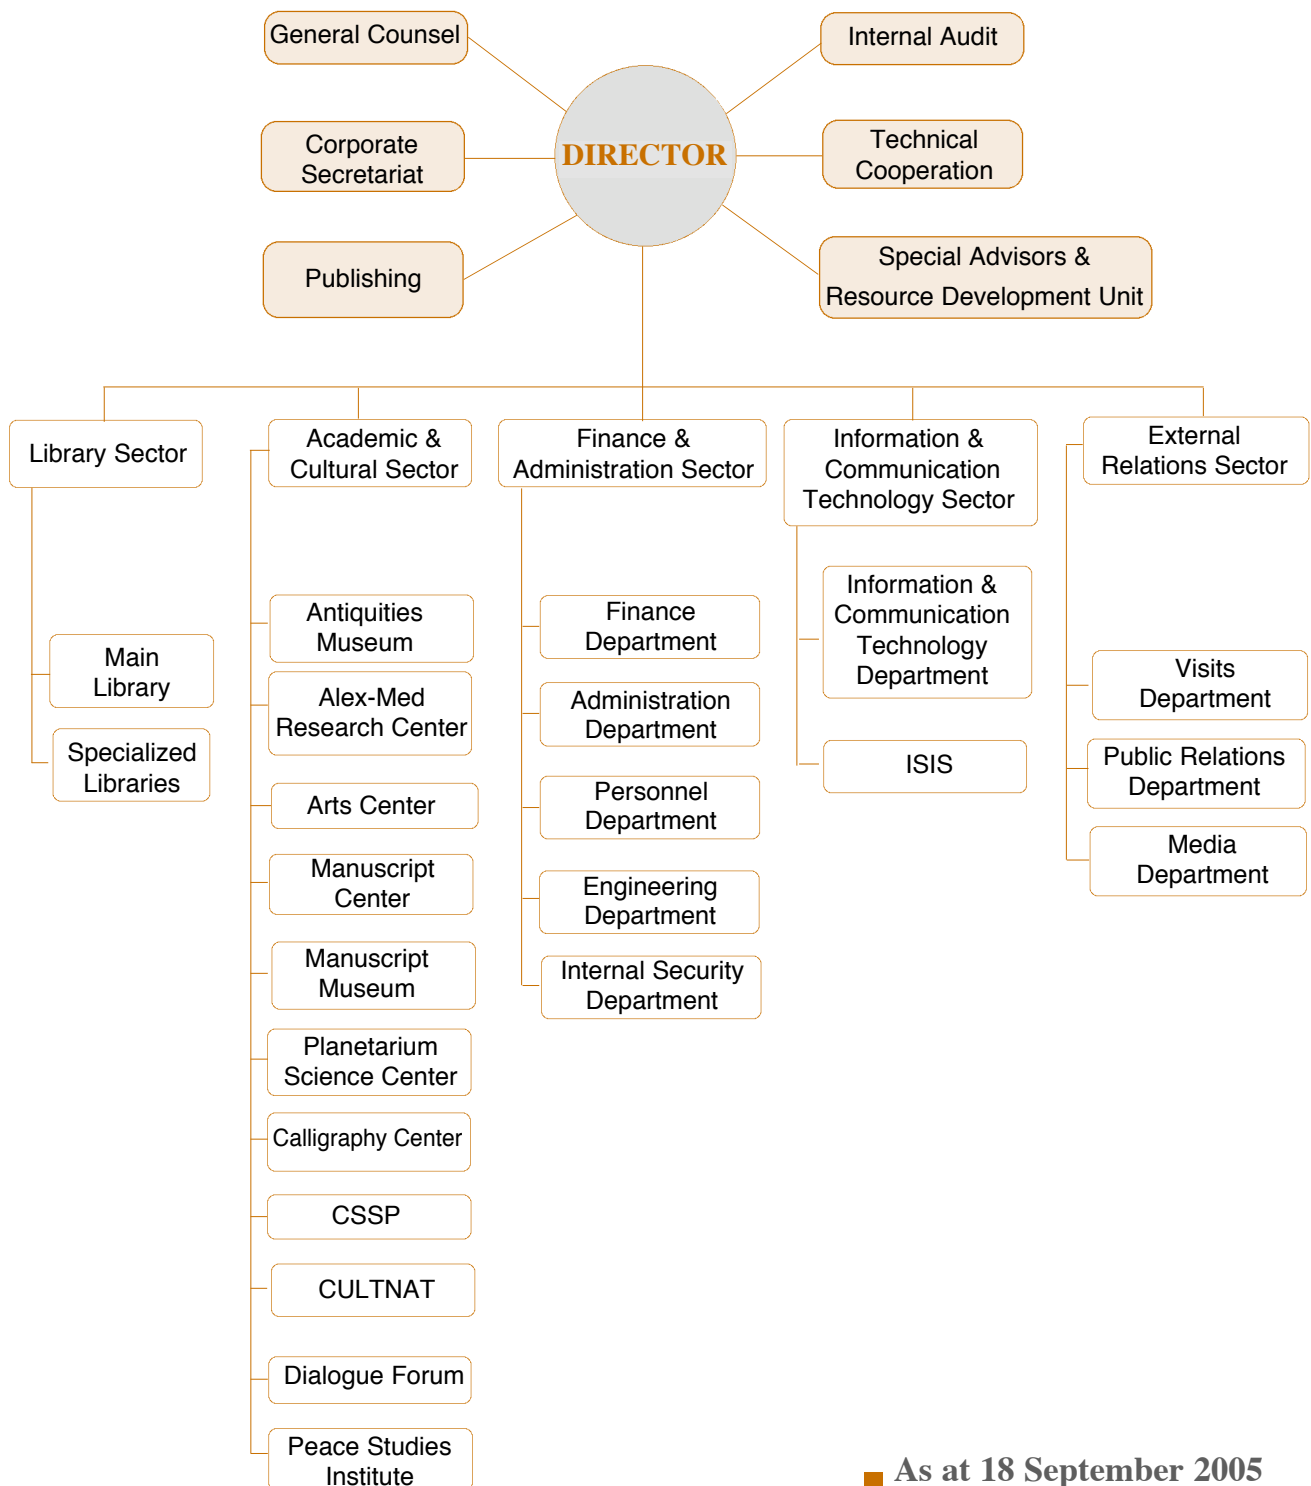 General Counsel
Internal Audit
Corporate
Secretariat
DIRECTOR
Technical
Cooperation
Publishing
Special Advisors &
Resource Development Unit
Library Sector
Academic &
Cultural Sector
Finance &
Administration Sector
Information &
Communication
Technology Sector
External
Relations Sector
Main
Library
Specialized
Libraries
Antiquities
Museum
Alex-Med
Research Center
Arts Center
Manuscript
Center
Manuscript
Museum
Planetarium
Science Center
Calligraphy Center
CSSP
CULTNAT
Dialogue Forum
Peace Studies
Institute
Finance
Department
Administration
Department
Personnel
Department
Engineering
Department
Internal Security
Department
Information &
Communication
Technology
Department
ISIS
Visits
Department
Public Relations
Department
Media
Department
As at 18 September 2005